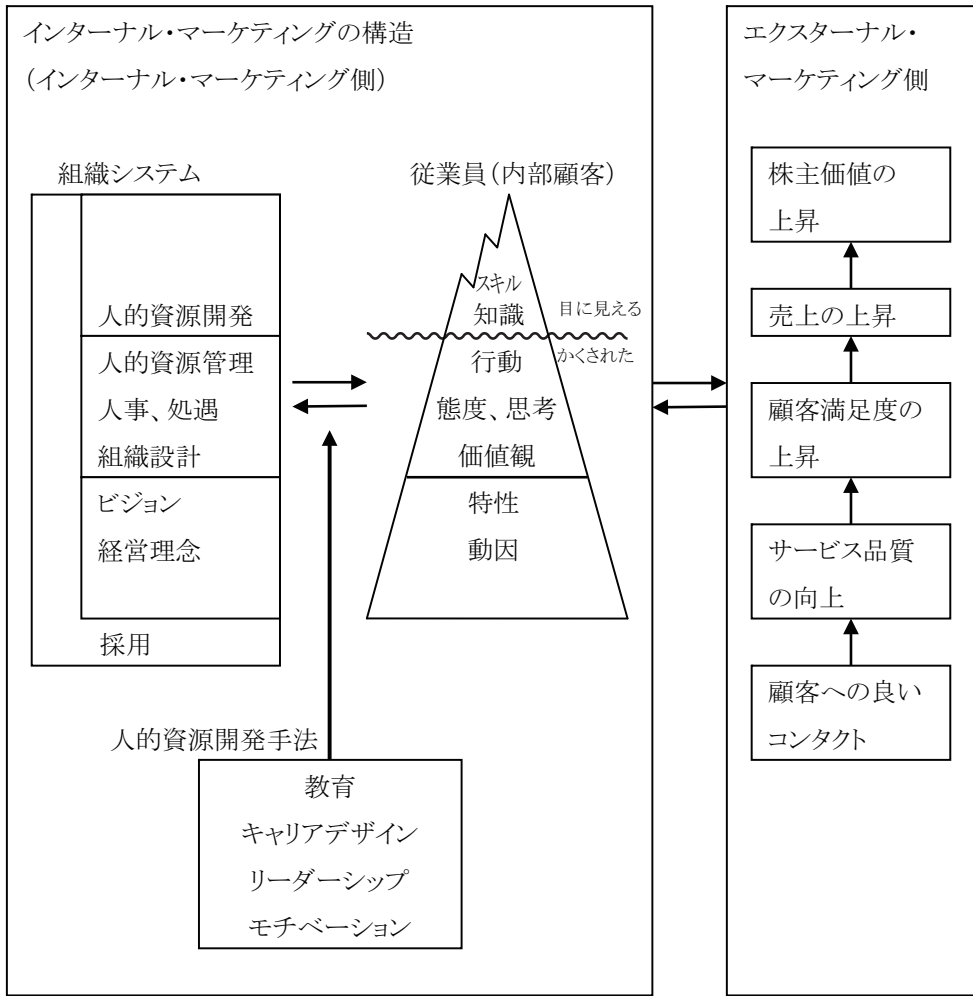 インターナル・マーケティングの構造
(インターナル・マーケティング側)
組織システム
人的資源開発
人的資源管理
人事、処遇
組織設計
ビジョン
経営理念
採用
従業員(内部顧客)
スキル
知識
目に見える
かくされた
行動
態度、思考
価値観
特性
動因
人的資源開発手法
教育
キャリアデザイン
リーダーシップ
モチベーション
エクスターナル・
マーケティング側
株主価値の
上昇
売上の上昇
顧客満足度の
上昇
サービス品質
の向上
顧客への良い
コンタクト